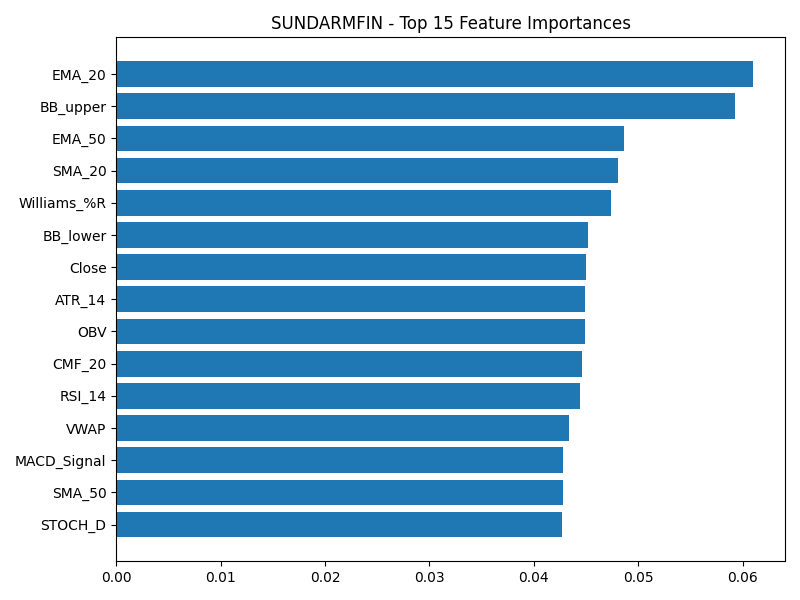 SUNDARMFIN - Top 15 Feature Importances
EMA_20
BB_upper
EMA_50
SMA_20
Williams_%R
BB_lower
Close
ATR_14
OBV
CMF_20
RSI_14
VWAP
MACD_Signal
SMA_50
STOCH_D
0.00 0.01 0.02 0.03 0.04 0.05 0.06